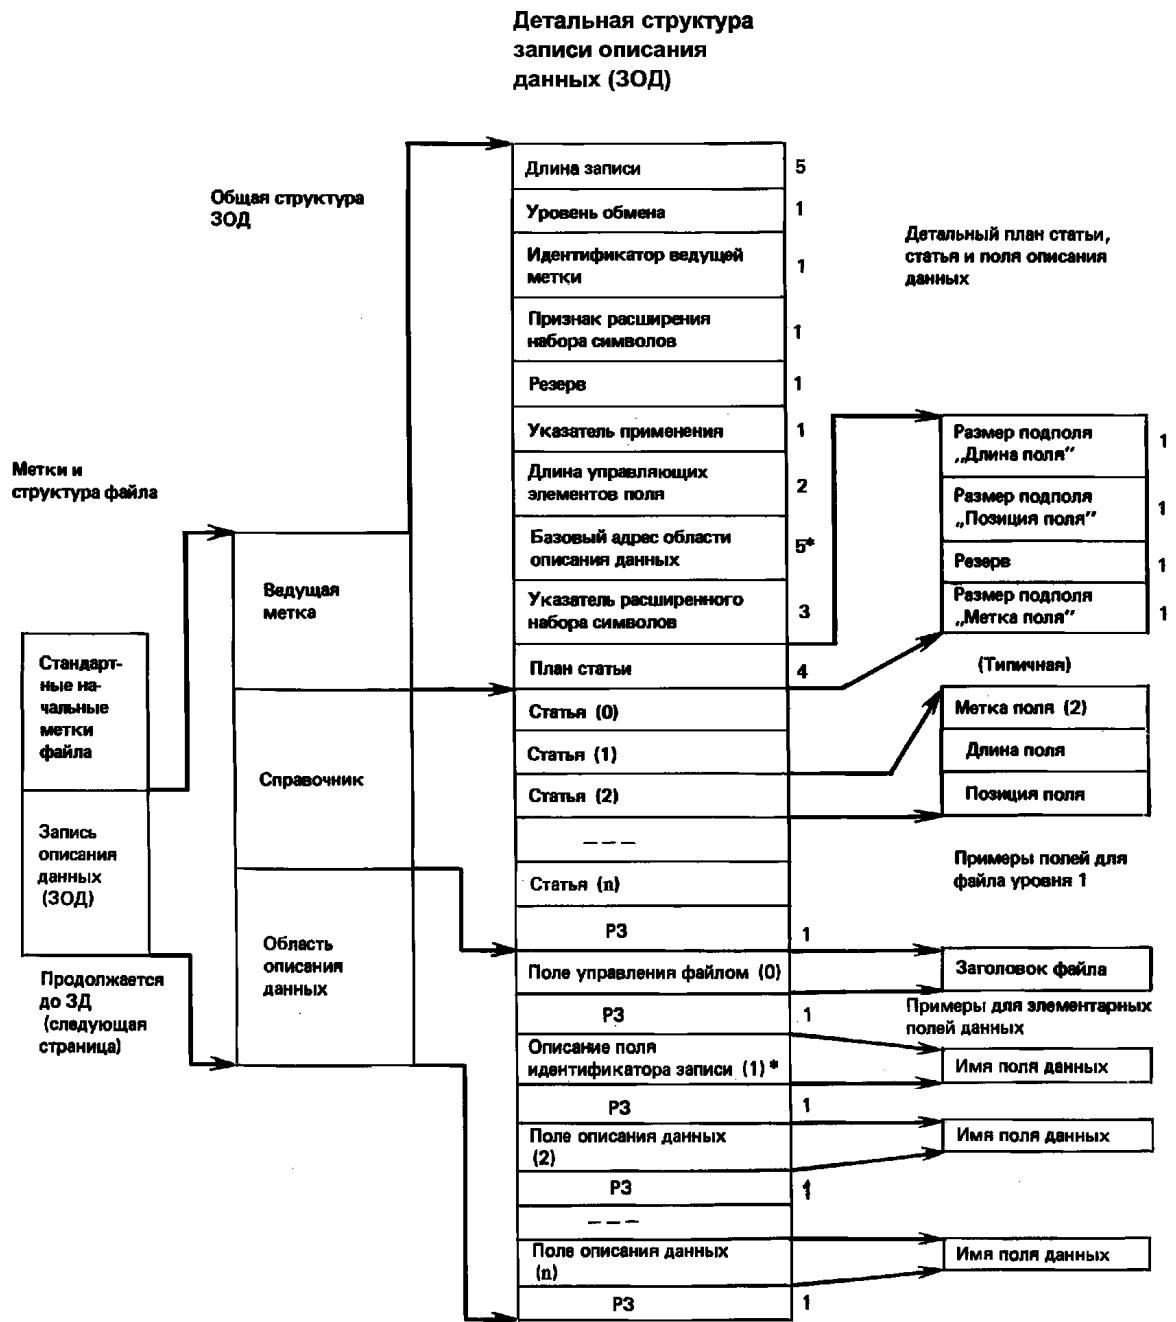 Детальная структура
записи описания
данных (ЗОД)
Метки и
структура файла
Стандарт-
ные на-
чальные
метки
файла
Запись
описания
данных
(ЗОД)
Продолжается
до ЗД
(следующая
страница)
Общая структура
ЗОД
Ведущая
метка
Справочник
Область
описания
данных
Длина записи 5
Уровень обмена 1
Идентификатор ведущей
метки 1
Признак расширения
набора символов 1
Резерв 1
Указатель применения 1
Длина управляющих
элементов поля 2
Базовый адрес области
описания данных 5*
Указатель расширенного
набора символов 3
План статьи 4
Статья (0)
Статья (1)
Статья (2)
– – –
Статья (n)
РЗ 1
Поле управления файлом (0)
РЗ 1
Описание поля
идентификатора записи (1) *
РЗ 1
Поле описания данных
(2)
РЗ 1
– – –
Поле описания данных
(n)
РЗ 1
Детальный план статьи,
статья и поля описания
данных
Размер подполя
„Длина поля" 1
Размер подполя
„Позиция поля" 1
Резерв 1
Размер подполя
„Метка поля" 1
(Типичная)
Метка поля (2)
Длина поля
Позиция поля
Примеры полей для
файла уровня 1
Заголовок файла
Примеры для элементарных
полей данных
Имя поля данных
Имя поля данных
Имя поля данных